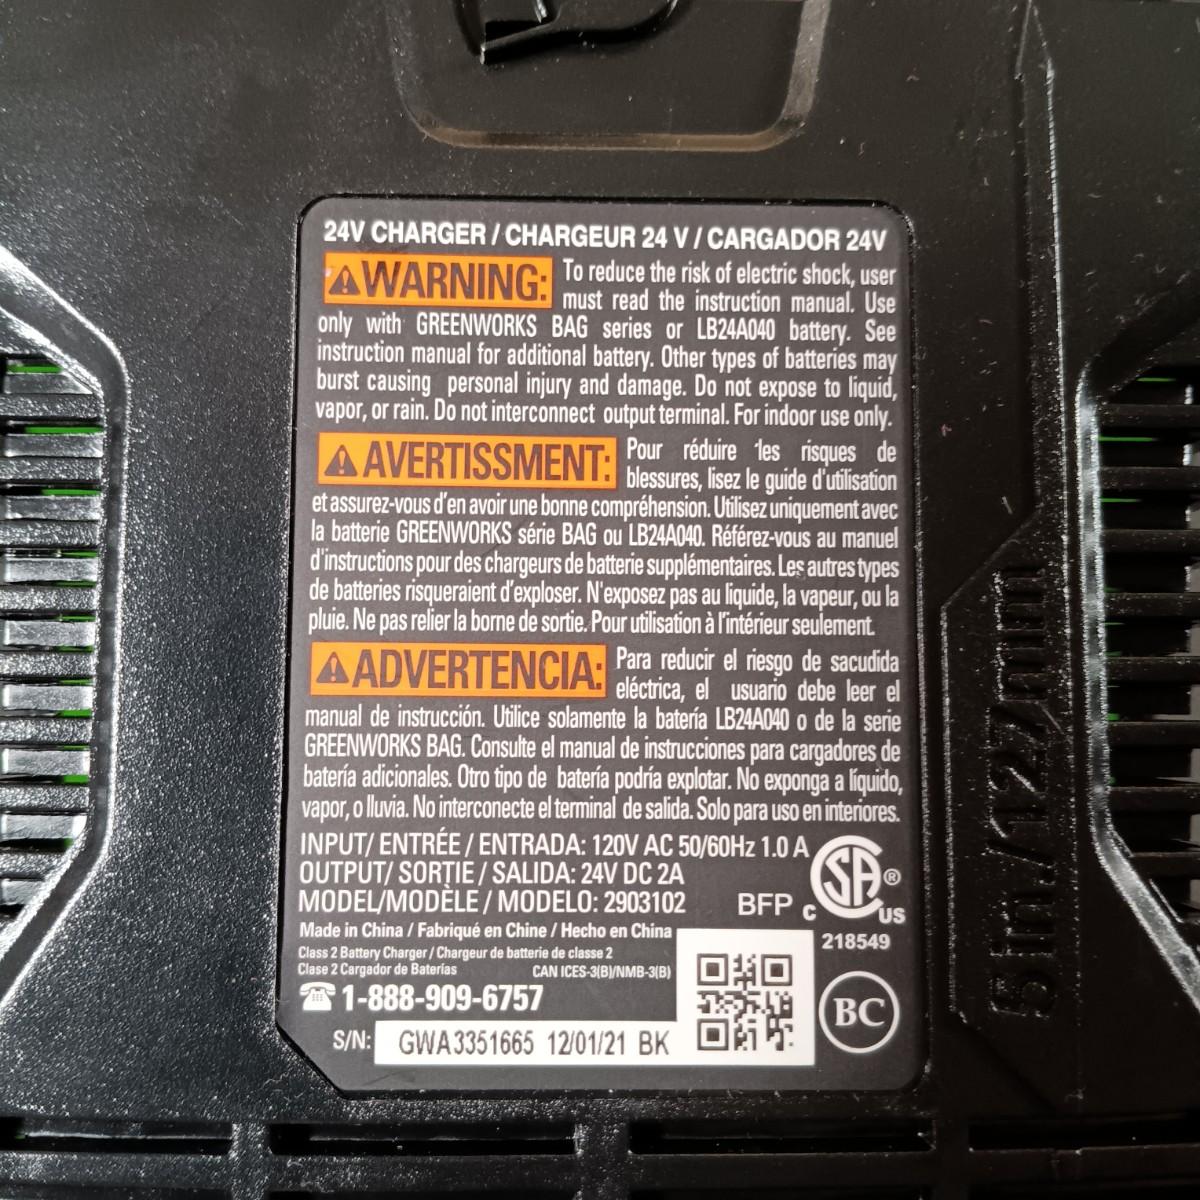 24V CHARGER / CHARGEUR 24 V / CARGADOR 24V
WARNING: To reduce the risk of electric shock, user
must read the instruction manual. Use
only with GREENWORKS BAG series or LB24A040 battery. See
instruction manual for additional battery. Other types of batteries may
burst causing personal injury and damage. Do not expose to liquid,
vapor, or rain. Do not interconnect output terminal. For indoor use only.
AVERTISSMENT: Pour réduire les risques de
blessures, lisez le guide d'utilisation
et assurez-vous d'en avoir une bonne compréhension. Utilisez uniquement avec
la batterie GREENWORKS série BAG ou LB24A040. Référez-vous au manuel
d'instructions pour des chargeurs de batterie supplémentaires. Les autres types
de batteries risqueraient d'exploser. N'exposez pas au liquide, la vapeur, ou la
pluie. Ne pas relier la borne de sortie. Pour utilisation à l'intérieur seulement.
ADVERTENCIA: Para reducir el riesgo de sacudida
eléctrica, el usuario debe leer el
manual de instrucción. Utilice solamente la batería LB24A040 o de la serie
GREENWORKS BAG. Consulte el manual de instrucciones para cargadores de
batería adicionales. Otro tipo de batería podría explotar. No exponga a líquido,
vapor, o lluvia. No interconecte el terminal de salida. Solo para uso en interiores.
INPUT/ ENTRÉE / ENTRADA: 120V AC 50/60Hz 1.0 A
OUTPUT/ SORTIE / SALIDA: 24V DC 2A
MODEL/MODÈLE / MODELO: 2903102 BFP
C SA ® US
Made in China / Fabriqué en Chine / Hecho en China
218549
Class 2 Battery Charger / Chargeur de batterie de classe 2
Clase 2 Cargador de Baterías CAN ICES-3(B)/NMB-3(B)
1-888-909-6757
BC
S/N: GWA3351665 12/01/21 BK
5 in./127mm